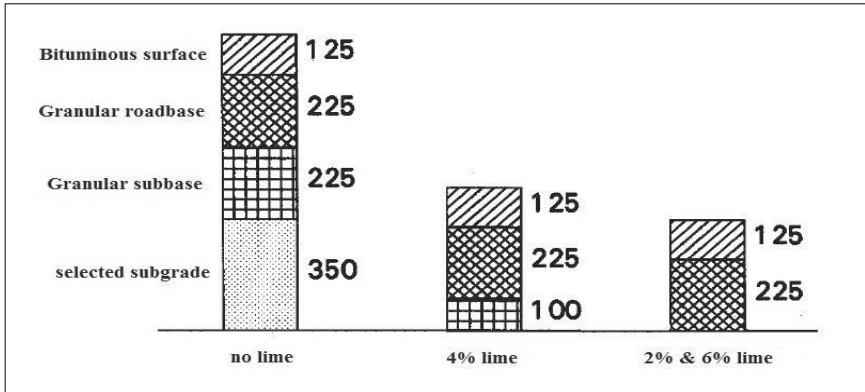 Bituminous surface 125
Granular roadbase 225
Granular subbase 225
125
selected subgrade 350
225
125
100
225
no lime 4% lime 2% & 6% lime